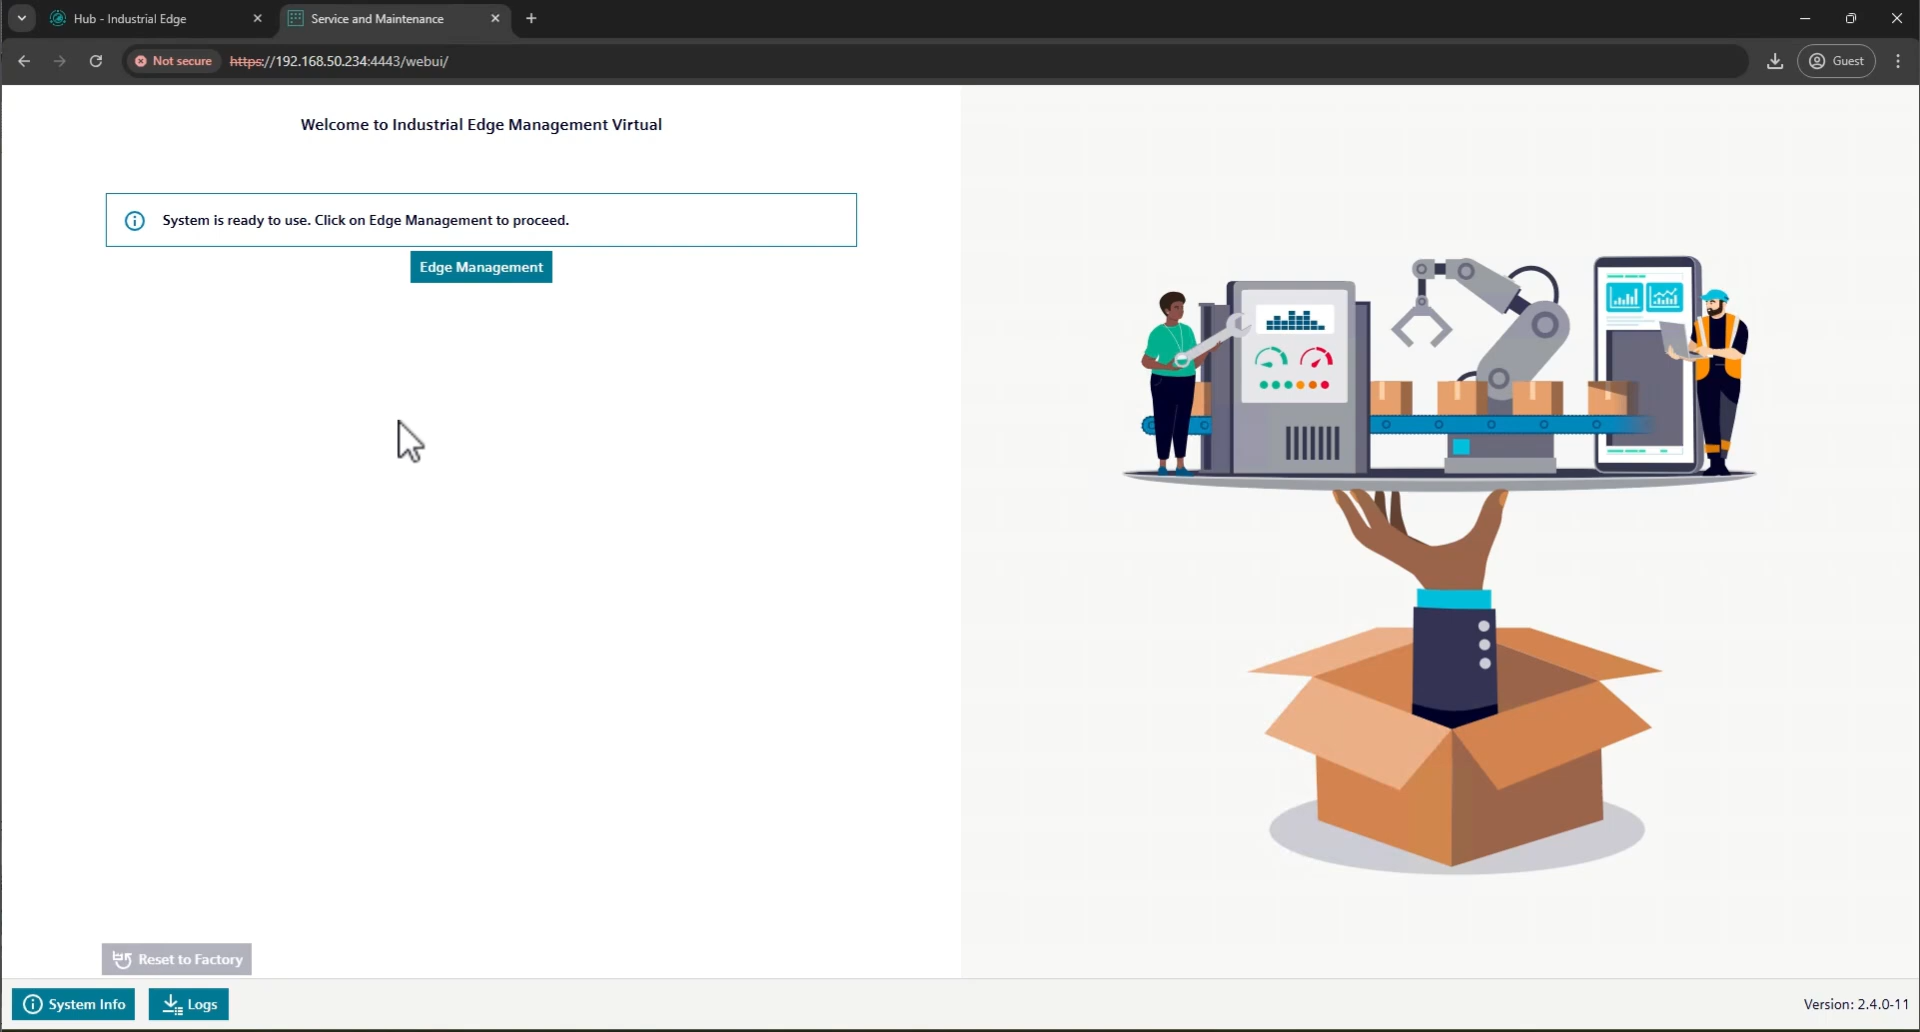 Hub - Industrial Edge
Service and Maintenance
Not secure
https://192.168.50.234:4443/webui/
Guest
Welcome to Industrial Edge Management Virtual
System is ready to use. Click on Edge Management to proceed.
Edge Management
Reset to Factory
System Info
Logs
Version: 2.4.0-11